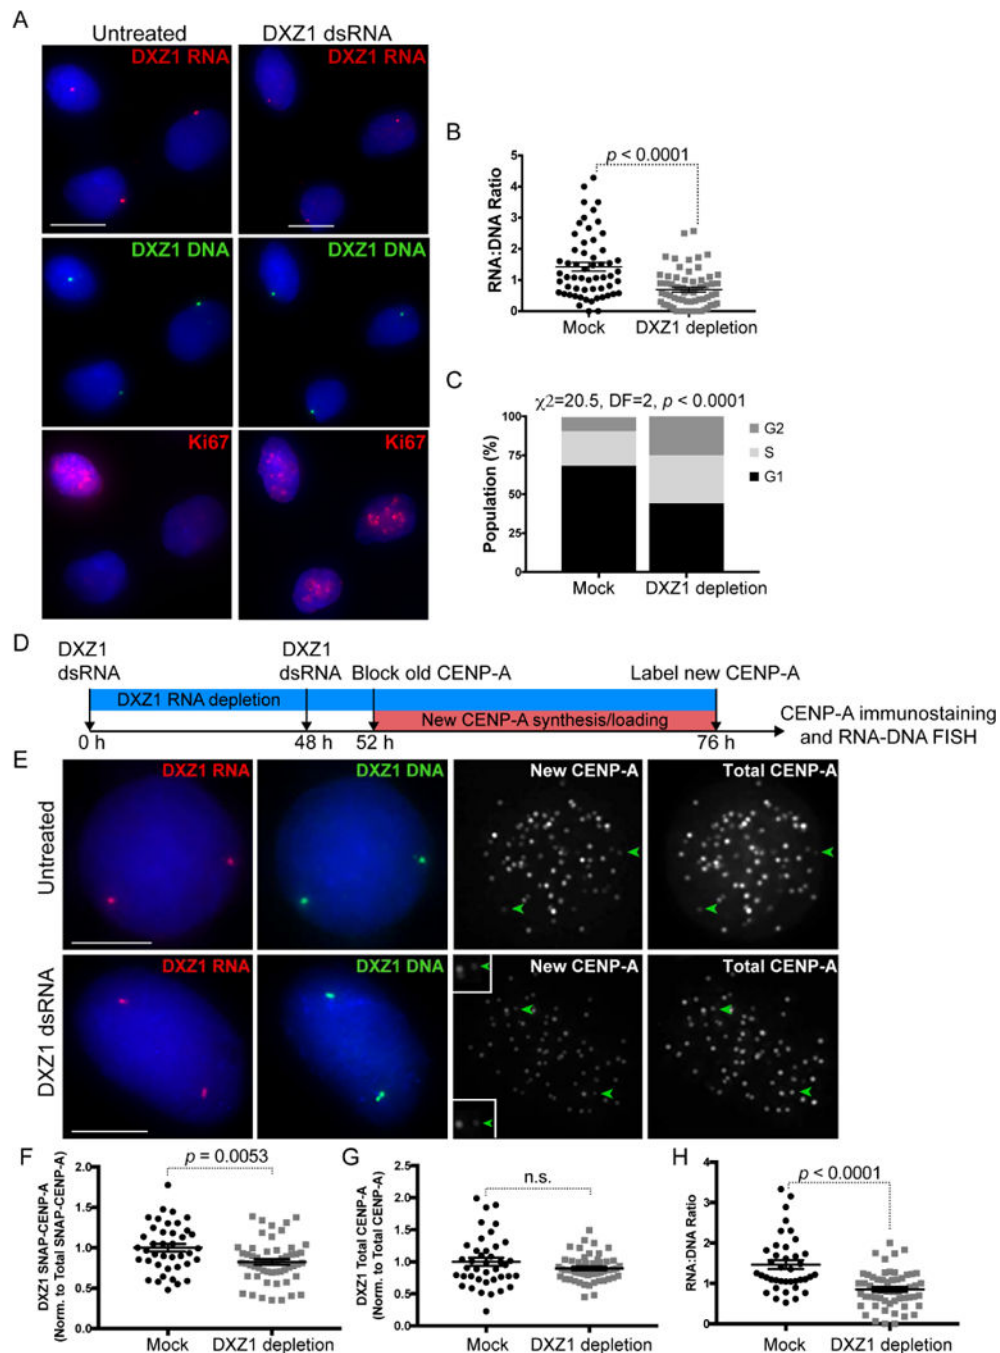 A
Untreated
DXZ1 dsRNA
DXZ1 RNA
DXZ1 RNA
DXZ1 DNA
DXZ1 DNA
Ki67
Ki67
B
RNA:DNA Ratio
5
4
3
2
1
0
p < 0.0001
Mock
DXZ1 depletion
C
χ2=20.5, DF=2, p < 0.0001
Population (%)
100
75
50
25
0
G2
S
G1
Mock
DXZ1 depletion
D
DXZ1
dsRNA
DXZ1
dsRNA
Block old CENP-A
Label new CENP-A
DXZ1 RNA depletion
New CENP-A synthesis/loading
0 h
48 h
52 h
76 h
CENP-A immunostaining
and RNA-DNA FISH
E
Untreated
DXZ1 RNA
DXZ1 DNA
New CENP-A
Total CENP-A
DXZ1 dsRNA
DXZ1 RNA
DXZ1 DNA
New CENP-A
Total CENP-A
F
DXZ1 SNAP-CENP-A
(Norm. to Total SNAP-CENP-A)
2.0
1.5
1.0
0.5
0.0
p = 0.0053
Mock
DXZ1 depletion
G
DXZ1 Total CENP-A
(Norm. to Total CENP-A)
2.5
2.0
1.5
1.0
0.5
0.0
n.s.
Mock
DXZ1 depletion
H
RNA:DNA Ratio
4
3
2
1
0
p < 0.0001
Mock
DXZ1 depletion